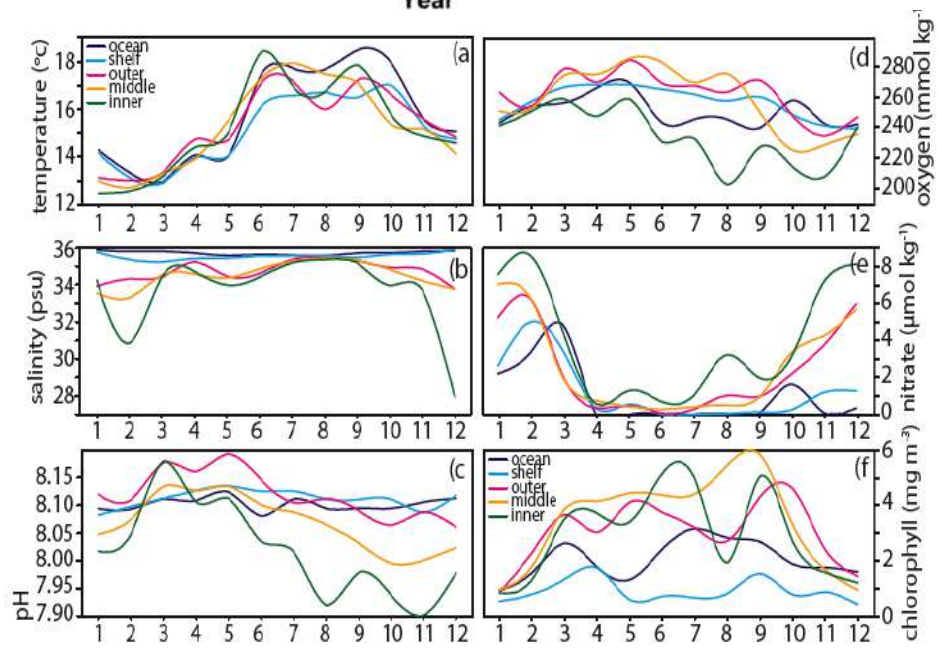 Year
(a)
ocean
shelf
outer
middle
inner
18
16
14
12
temperature (°c)
1 2 3 4 5 6 7 8 9 10 11 12
(d)
280
260
240
220
200
oxygen (mmol kg⁻¹
1 2 3 4 5 6 7 8 9 10 11 12
(b)
36
34
32
30
28
salinity (psu)
1 2 3 4 5 6 7 8 9 10 11 12
(e)
8
6
4
2
0
nitrate (μmol kg⁻¹)
1 2 3 4 5 6 7 8 9 10 11 12
(c)
8.15
8.10
8.05
8.00
7.95
7.90
pH
1 2 3 4 5 6 7 8 9 10 11 12
(f)
ocean
shelf
outer
middle
inner
6
4
2
0
chlorophyll (mg m⁻³)
1 2 3 4 5 6 7 8 9 10 11 12